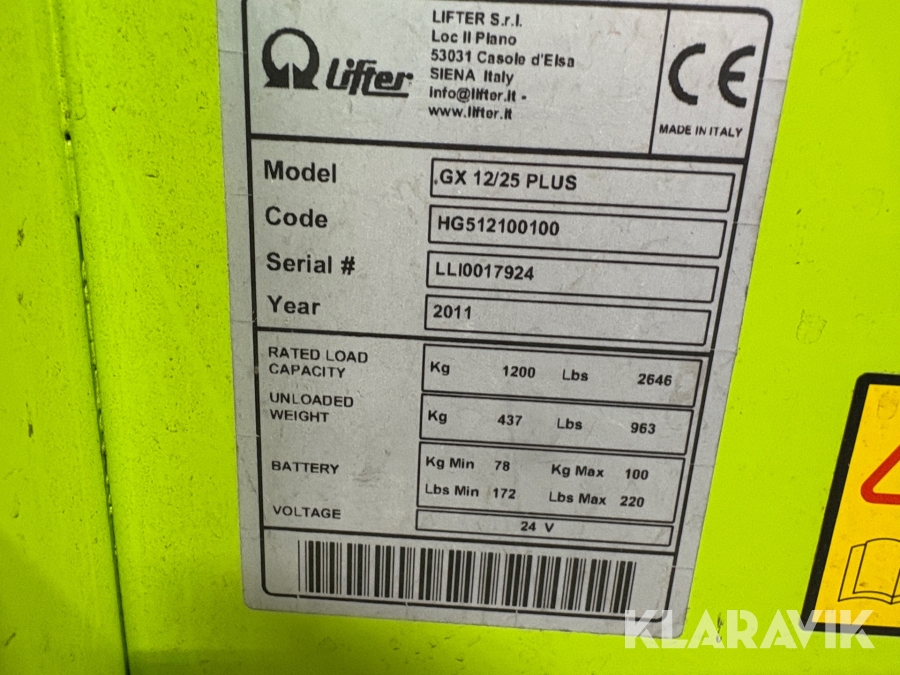 Lifter
LIFTER S.r.l.
Loc Il Piano
53031 Casole d'Elsa
SIENA Italy
Info@lifter.it -
www.lifter.it
CE
MADE IN ITALY
Model .GX 12/25 PLUS
Code HG512100100
Serial # LLI0017924
Year 2011
RATED LOAD CAPACITY Kg 1200 Lbs 2646
UNLOADED WEIGHT Kg 437 Lbs 963
BATTERY Kg Min 78 Kg Max 100
Lbs Min 172 Lbs Max 220
VOLTAGE 24 V
KLARAVIK